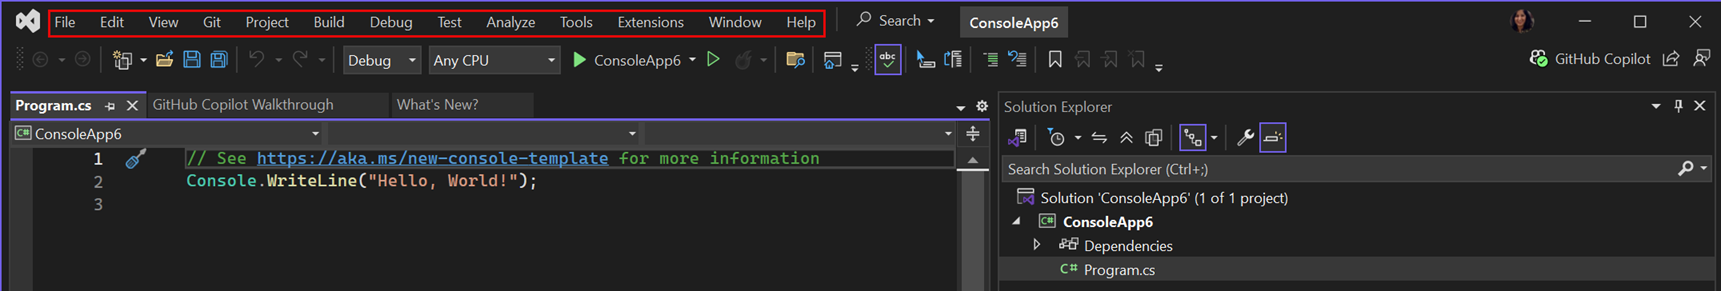 File Edit View Git Project Build Debug Test Analyze Tools Extensions Window Help Search ConsoleApp6
Debug Any CPU ConsoleApp6 abc GitHub Copilot
Program.cs GitHub Copilot Walkthrough What's New?
C# ConsoleApp6
1 // See https://aka.ms/new-console-template for more information
2 Console.WriteLine("Hello, World!");
3
Solution Explorer
Search Solution Explorer (Ctrl+;)
Solution 'ConsoleApp6' (1 of 1 project)
C# ConsoleApp6
Dependencies
C# Program.cs